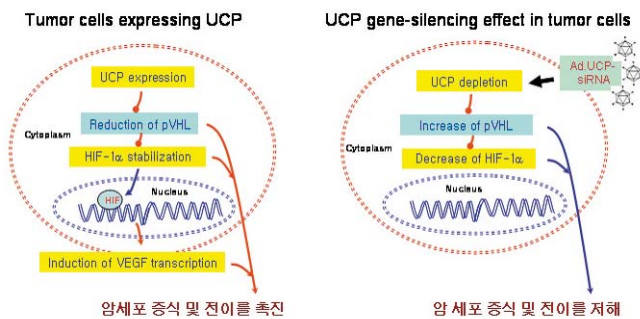 Tumor cells expressing UCP
UCP expression
Reduction of pVHL
Cytoplasm
HIF-1α stabilization
Nucleus
HIF
Induction of VEGF transcription
암세포 증식 및 전이를 촉진
UCP gene-silencing effect in tumor cells
Ad.UCP-
siRNA
UCP depletion
Increase of pVHL
Cytoplasm
Decrease of HIF-1α
Nucleus
암 세포 증식 및 전이를 저해